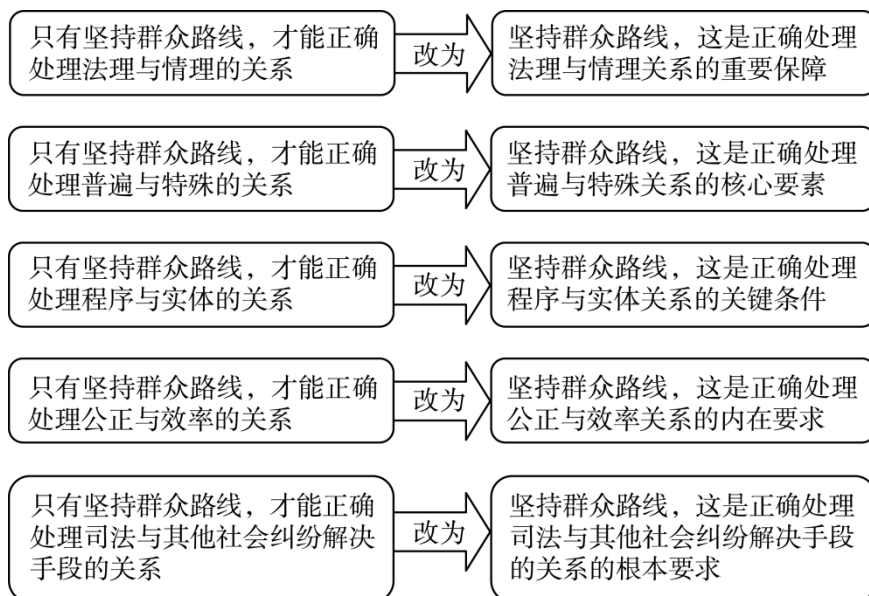 只有坚持群众路线，才能正确
处理法理与情理的关系
改为
坚持群众路线，这是正确处理
法理与情理关系的重要保障
只有坚持群众路线，才能正确
处理普遍与特殊的关系
改为
坚持群众路线，这是正确处理
普遍与特殊关系的核心要素
只有坚持群众路线，才能正确
处理程序与实体的关系
改为
坚持群众路线，这是正确处理
程序与实体关系的关键条件
只有坚持群众路线，才能正确
处理公正与效率的关系
改为
坚持群众路线，这是正确处理
公正与效率关系的内在要求
只有坚持群众路线，才能正确
处理司法与其他社会纠纷解决
手段的关系
改为
坚持群众路线，这是正确处理
司法与其他社会纠纷解决手段
的关系的根本要求